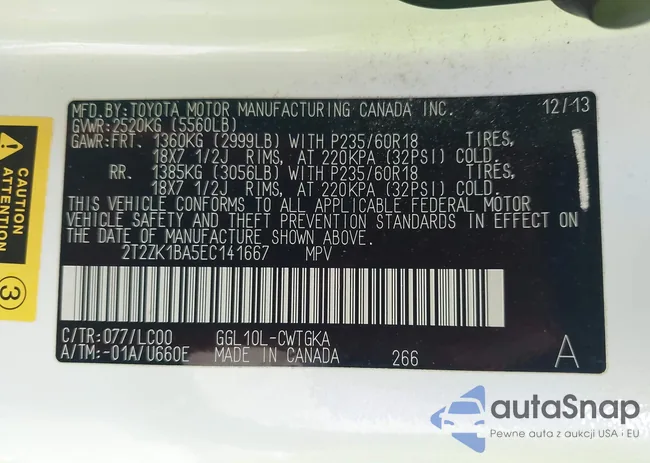 MFD.BY:TOYOTA MOTOR MANUFACTURING CANADA INC. 12/13
GVWR:2520KG (5560LB)
GAWR:FRT. 1360KG (2999LB) WITH P235/60R18 TIRES,
18X7 1/2J RIMS, AT 220KPA (32PSI) COLD.
RR. 1385KG (3056LB) WITH P235/60R18 TIRES,
18X7 1/2J RIMS, AT 220KPA (32PSI) COLD.
THIS VEHICLE CONFORMS TO ALL APPLICABLE FEDERAL MOTOR
VEHICLE SAFETY AND THEFT PREVENTION STANDARDS IN EFFECT ON
THE DATE OF MANUFACTURE SHOWN ABOVE.
2T2ZK1BA5EC141667 MPV
C/TR:077/LC00 GGL10L-CWTGKA
A/TM:-01A/U660E MADE IN CANADA 266 A
CAUTION
ATTENTION
3
autoSnap
Pewne auta z aukcji USA i EU